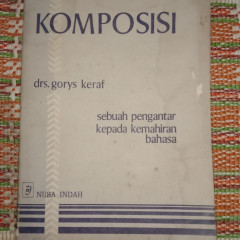 KOMPOSISI
drs. gorys keraf
sebuah pengantar
kepada kemahiran
bahasa
NUSA INDAH